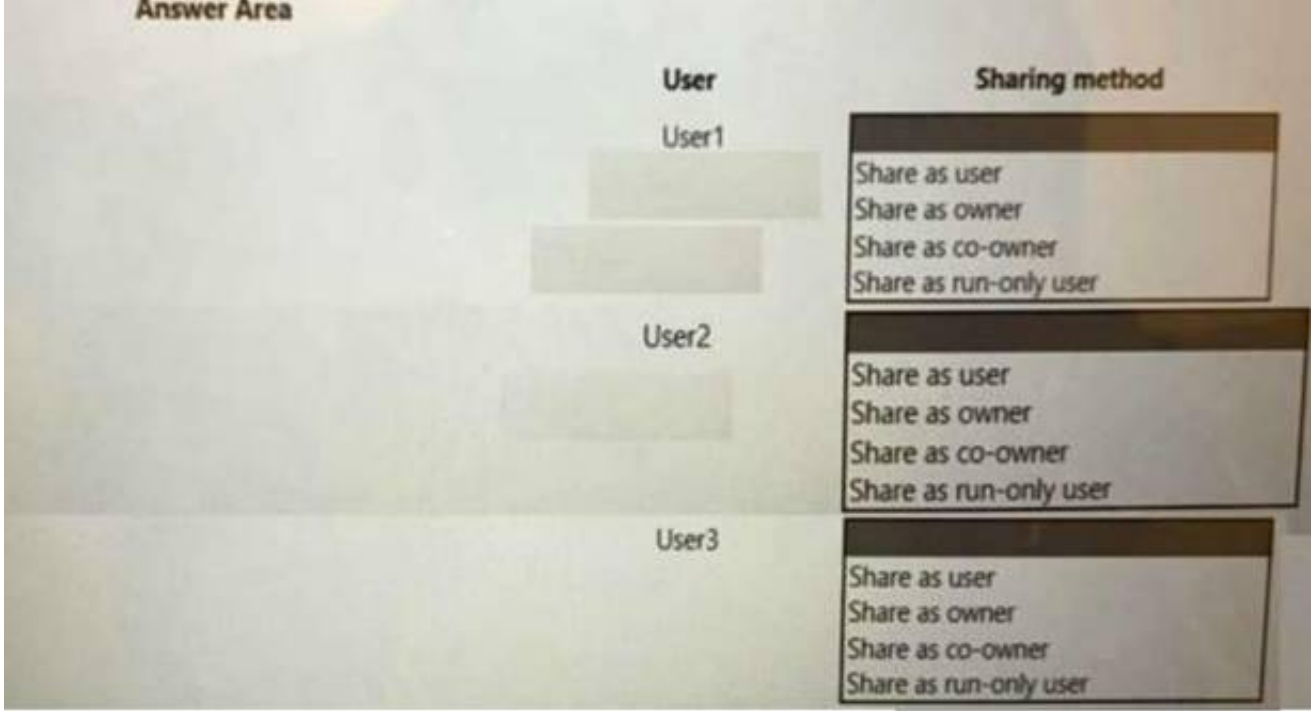 Answer Area
User Sharing method
User1
Share as user
Share as owner
Share as co-owner
Share as run-only user
User2
Share as user
Share as owner
Share as co-owner
Share as run-only user
User3
Share as user
Share as owner
Share as co-owner
Share as run-only user